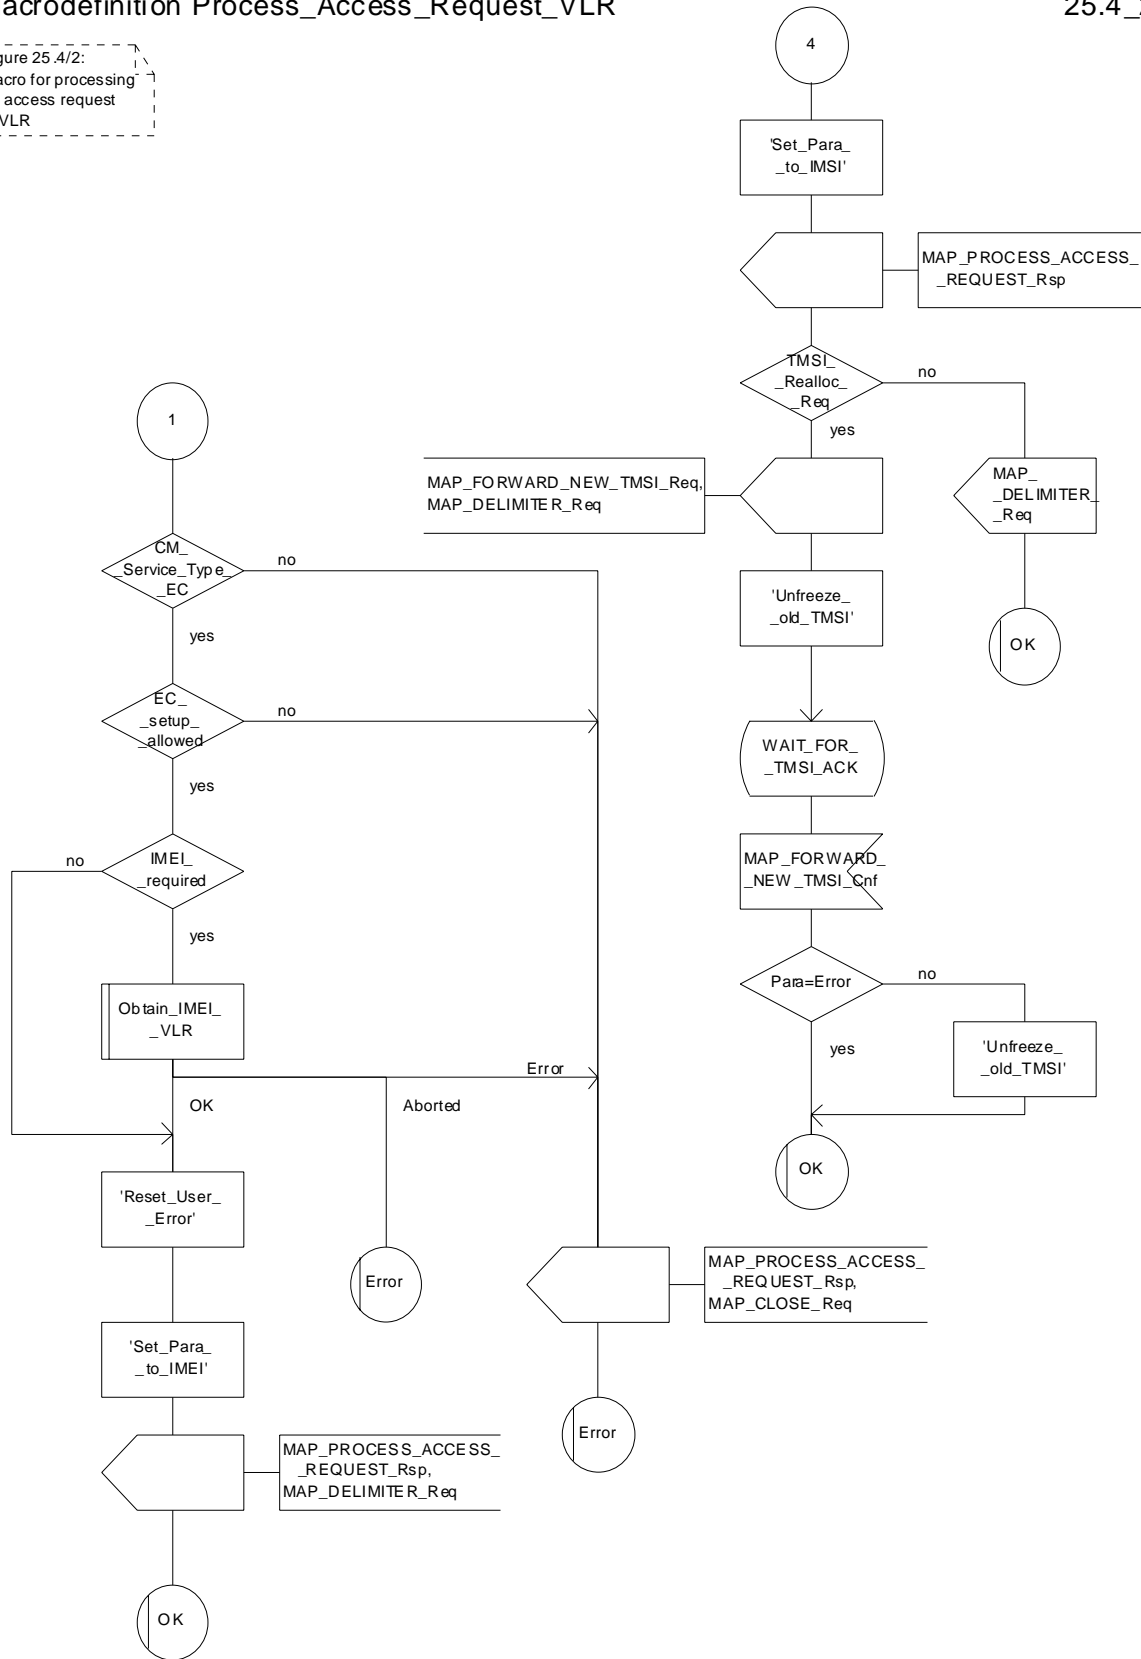 acrodefinition Process_Access_Request_VLR
25.4_
gure 25.4/2:
acro for processing
access request
VLR
4
'Set_Para_
_to_IMSI'
MAP_PROCESS_ACCESS_
_REQUEST_Rsp
TMSI_
_Realloc_
_Req
no
yes
MAP_FORWARD_NEW_TMSI_Req,
MAP_DELIMITER_Req
MAP_
_DELIMITER_
_Req
'Unfreeze_
_old_TMSI'
OK
WAIT_FOR_
_TMSI_ACK
MAP_FORWARD_
_NEW_TMSI_Cnf
Para=Error
no
yes
'Unfreeze_
_old_TMSI'
OK
1
CM_
_Service_Type_
_EC
no
yes
EC_
_setup_
_allowed
no
yes
IMEI_
_required
no
yes
Obtain_IMEI_
_VLR
Error
OK
Aborted
'Reset_User_
_Error'
Error
MAP_PROCESS_ACCESS_
_REQUEST_Rsp,
MAP_CLOSE_Req
'Set_Para_
_to_IMEI'
Error
MAP_PROCESS_ACCESS_
_REQUEST_Rsp,
MAP_DELIMITER_Req
OK